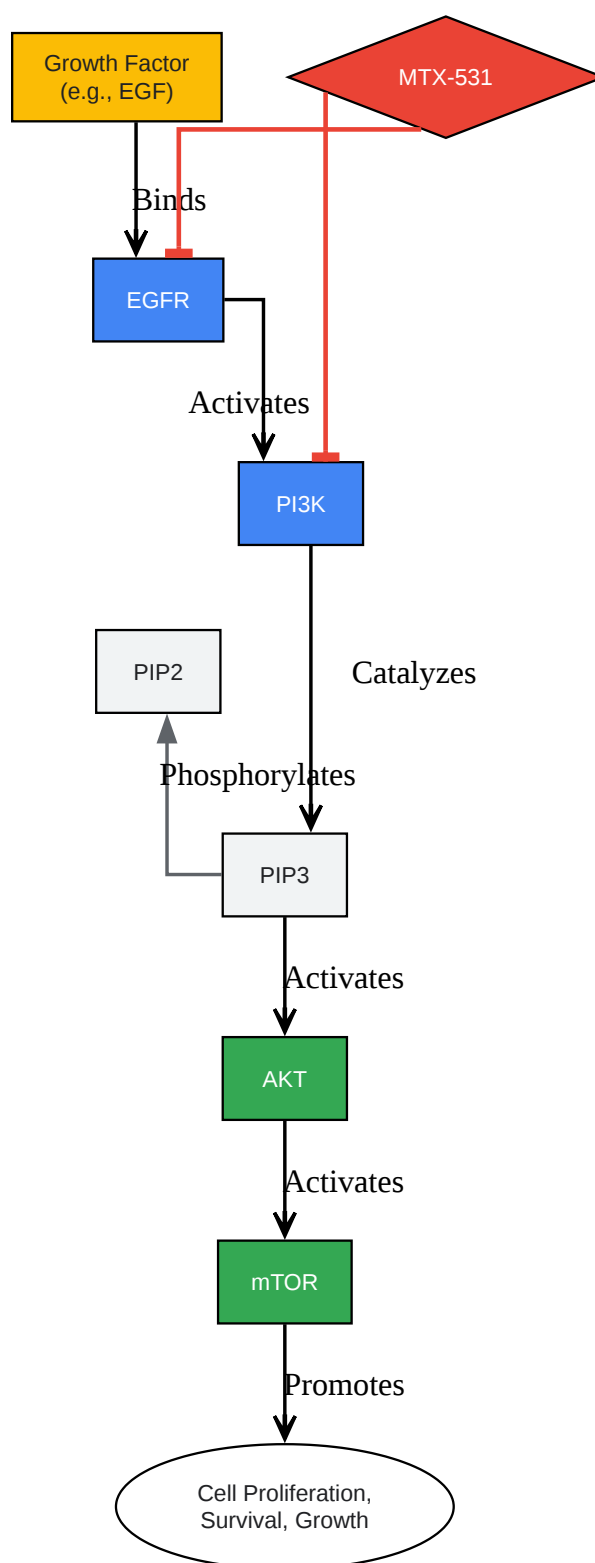 Growth Factor
(e.g., EGF)
MTX-531
Binds
EGFR
Activates
PI3K
Catalyzes
PIP2
Phosphorylates
PIP3
Activates
AKT
Activates
mTOR
Promotes
Cell Proliferation,
Survival, Growth